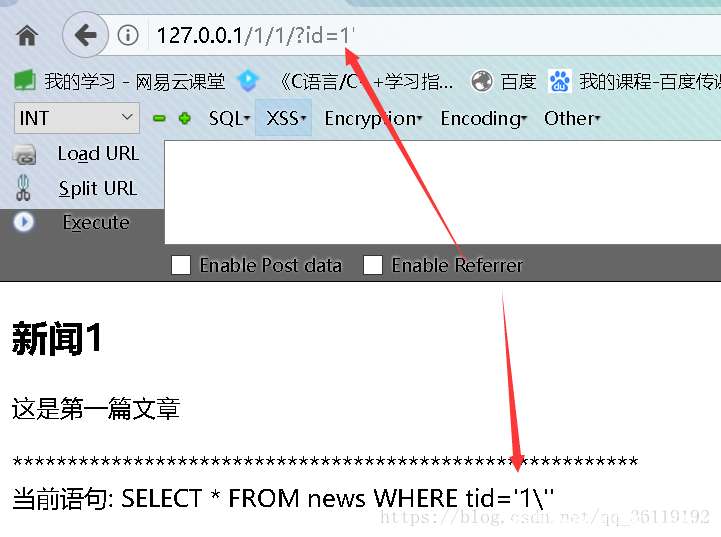 127.0.0.1/1/1/?id=1'
我的学习 - 网易云课堂 《C语言/C++学习指... 百度 我的课程-百度传课
INT SQL XSS Encryption Encoding Other
Load URL
Split URL
Execute
Enable Post data Enable Referrer
新闻1
这是第一篇文章
*********************************************************
当前语句: SELECT * FROM news WHERE tid='1\''
https://blog.csdn.net/qq_36119192